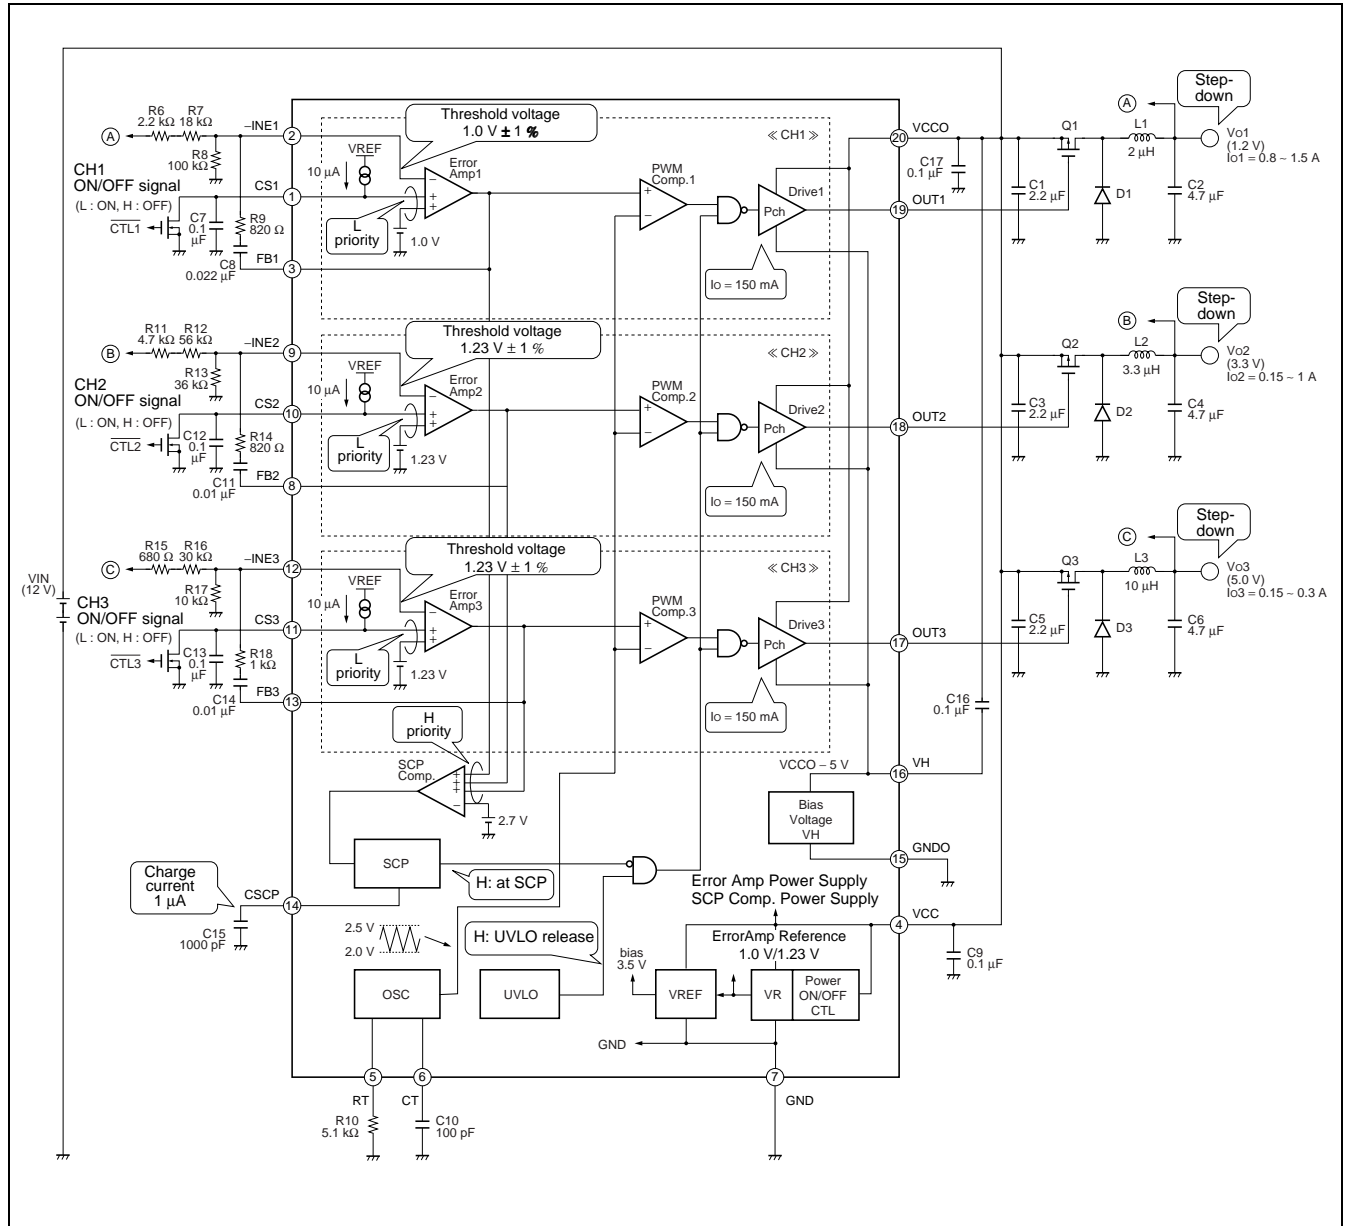 Step-
down
A
L1
2 μH
Q1
Vo1
(1.2 V)
Io1 = 0.8 ~ 1.5 A
C1
2.2 μF
D1
C2
4.7 μF
VCCO
20
C17
0.1 μF
OUT1
19
R6
2.2 kΩ
R7
18 kΩ
A
R8
100 kΩ
–INE1
2
CH1
ON/OFF signal
(L : ON, H : OFF)
CS1
1
CTL1
C7
0.1
μF
R9
820 Ω
C8
0.022 μF
FB1
3
Threshold voltage
1.0 V ± 1 %
VREF
10 μA
Error
Amp1
L
priority
1.0 V
PWM
Comp.1
+
−
≪ CH1 ≫
Drive1
Pch
Io = 150 mA
Step-
down
B
L2
3.3 μH
Q2
Vo2
(3.3 V)
Io2 = 0.15 ~ 1 A
C3
2.2 μF
D2
C4
4.7 μF
OUT2
18
R11
4.7 kΩ
R12
56 kΩ
B
R13
36 kΩ
–INE2
9
CH2
ON/OFF signal
(L : ON, H : OFF)
CS2
10
CTL2
C12
0.1
μF
R14
820 Ω
C11
0.01 μF
FB2
8
Threshold voltage
1.23 V ± 1 %
VREF
10 μA
Error
Amp2
L
priority
1.23 V
PWM
Comp.2
+
−
≪ CH2 ≫
Drive2
Pch
Io = 150 mA
Step-
down
C
L3
10 μH
Q3
Vo3
(5.0 V)
Io3 = 0.15 ~ 0.3 A
C5
2.2 μF
D3
C6
4.7 μF
OUT3
17
R15
680 Ω
R16
30 kΩ
C
R17
10 kΩ
–INE3
12
VIN
(12 V)
CH3
ON/OFF signal
(L : ON, H : OFF)
CS3
11
CTL3
C13
0.1
μF
R18
1 kΩ
C14
0.01 μF
FB3
13
Threshold voltage
1.23 V ± 1 %
VREF
10 μA
Error
Amp3
L
priority
1.23 V
PWM
Comp.3
+
−
≪ CH3 ≫
Drive3
Pch
Io = 150 mA
H
priority
SCP
Comp.
2.7 V
C16
0.1 μF
VCCO – 5 V
16
VH
Bias
Voltage
VH
15
GNDO
SCP
H: at SCP
Charge
current
1 μA
CSCP
14
C15
1000 pF
Error Amp Power Supply
SCP Comp. Power Supply
4
VCC
C9
0.1 μF
2.5 V
2.0 V
H: UVLO release
bias
3.5 V
ErrorAmp Reference
1.0 V/1.23 V
OSC
UVLO
VREF
VR
Power
ON/OFF
CTL
GND
5
6
7
RT
CT
GND
R10
5.1 kΩ
C10
100 pF